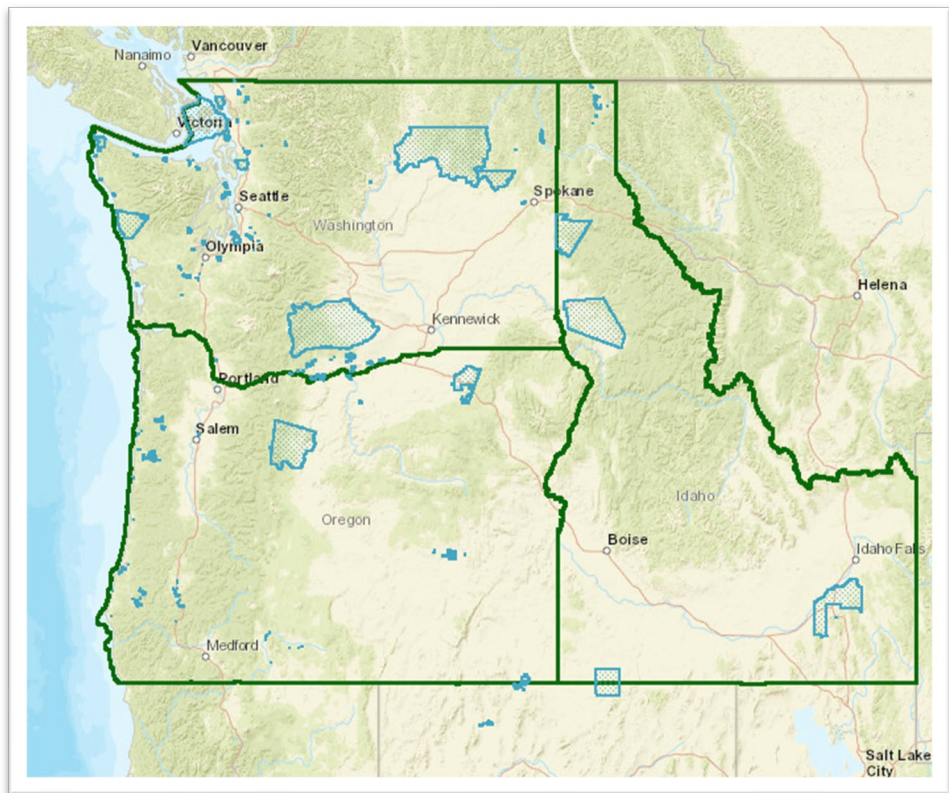 Vancouver
Nanaimo
Victoria
Seattle
Spokane
Washington
Olympia
Helena
Kennewick
Portland
Salem
Idaho
Oregon
Boise
Idaho Falls
Medford
Salt Lake
City